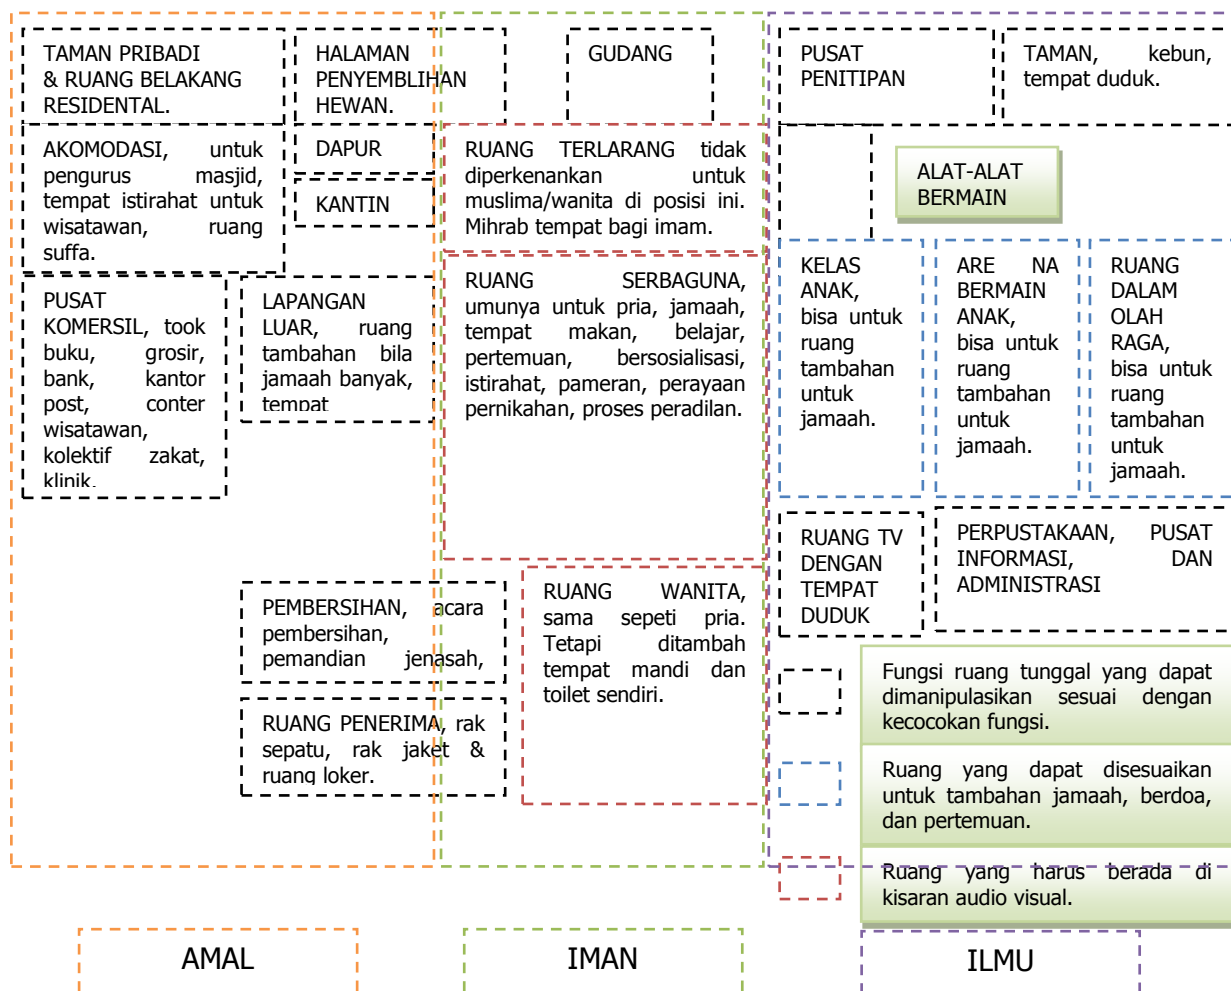 TAMAN PRIBADI
& RUANG BELAKANG
RESIDENTAL.
HALAMAN
PENYEMBLIHAN
HEWAN.
GUDANG
PUSAT
PENITIPAN
TAMAN, kebun,
tempat duduk.
AKOMODASI, untuk
pengurus masjid,
tempat istirahat untuk
wisatawan, ruang
suffa.
DAPUR
KANTIN
RUANG TERLARANG tidak
diperkenankan untuk
muslima/wanita di posisi ini.
Mihrab tempat bagi imam.
ALAT-ALAT
BERMAIN
PUSAT
KOMERSIL, took
buku, grosir,
bank, kantor
post, conter
wisatawan,
kolektif zakat,
klinik.
LAPANGAN
LUAR, ruang
tambahan bila
jamaah banyak,
tempat
RUANG SERBAGUNA,
umunya untuk pria, jamaah,
tempat makan, belajar,
pertemuan, bersosialisasi,
istirahat, pameran, perayaan
pernikahan, proses peradilan.
KELAS
ANAK,
bisa untuk
ruang
tambahan
untuk
jamaah.
ARE NA
BERMAIN
ANAK,
bisa untuk
ruang
tambahan
untuk
jamaah.
RUANG
DALAM
OLAH
RAGA,
bisa untuk
ruang
tambahan
untuk
jamaah.
RUANG TV
DENGAN
TEMPAT
DUDUK
PERPUSTAKAAN, PUSAT
INFORMASI, DAN
ADMINISTRASI
PEMBERSIHAN, acara
pembersihan,
pemandian jenasah,
RUANG WANITA,
sama sepeti pria.
Tetapi ditambah
tempat mandi dan
toilet sendiri.
RUANG PENERIMA, rak
sepatu, rak jaket &
ruang loker.
Fungsi ruang tunggal yang dapat
dimanipulasikan sesuai dengan
kecocokan fungsi.
Ruang yang dapat disesuaikan
untuk tambahan jamaah, berdoa,
dan pertemuan.
Ruang yang harus berada di
kisaran audio visual.
AMAL
IMAN
ILMU